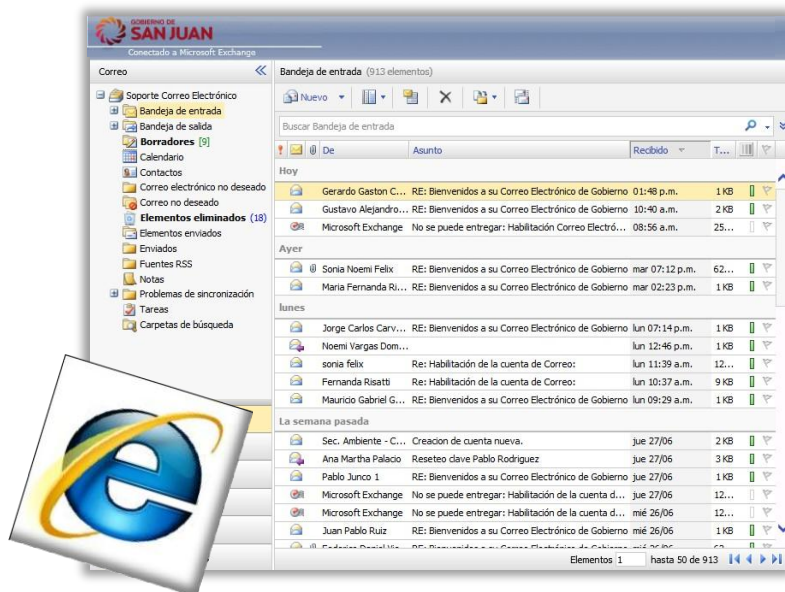 GOBIERNO DE
SAN JUAN
Conectado a Microsoft Exchange
Correo
Soporte Correo Electrónico
Bandeja de entrada
Bandeja de salida
Borradores [9]
Calendario
Contactos
Correo electrónico no deseado
Correo no deseado
Elementos eliminados (18)
Elementos enviados
Enviados
Fuentes RSS
Notas
Problemas de sincronización
Tareas
Carpetas de búsqueda
Bandeja de entrada (913 elementos)
Nuevo
Buscar Bandeja de entrada
De Asunto Recibido T...
Hoy
Gerardo Gaston C... RE: Bienvenidos a su Correo Electrónico de Gobierno 01:48 p.m. 1 KB
Gustavo Alejandro... RE: Bienvenidos a su Correo Electrónico de Gobierno 10:40 a.m. 2 KB
Microsoft Exchange No se puede entregar: Habilitación Correo Electró... 08:56 a.m. 25...
Ayer
Sonia Noemi Felix RE: Bienvenidos a su Correo Electrónico de Gobierno mar 07:12 p.m. 62...
Maria Fernanda Ri... RE: Bienvenidos a su Correo Electrónico de Gobierno mar 02:23 p.m. 1 KB
lunes
Jorge Carlos Carv... RE: Bienvenidos a su Correo Electrónico de Gobierno lun 07:14 p.m. 1 KB
Noemi Vargas Dom... lun 12:46 p.m. 1 KB
sonia felix Re: Habilitación de la cuenta de Correo: lun 11:39 a.m. 12...
Fernanda Risatti Re: Habilitación de la cuenta de Correo: lun 10:37 a.m. 9 KB
Mauricio Gabriel G... RE: Bienvenidos a su Correo Electrónico de Gobierno lun 09:29 a.m. 1 KB
La semana pasada
Sec. Ambiente - C... Creacion de cuenta nueva. jue 27/06 2 KB
Ana Martha Palacio Reseteo clave Pablo Rodriguez jue 27/06 3 KB
Pablo Junco 1 RE: Bienvenidos a su Correo Electrónico de Gobierno jue 27/06 1 KB
Microsoft Exchange No se puede entregar: Habilitación de la cuenta d... jue 27/06 12...
Microsoft Exchange No se puede entregar: Habilitación de la cuenta d... mié 26/06 12...
Juan Pablo Ruiz RE: Bienvenidos a su Correo Electrónico de Gobierno mié 26/06 1 KB
Elementos 1 hasta 50 de 913